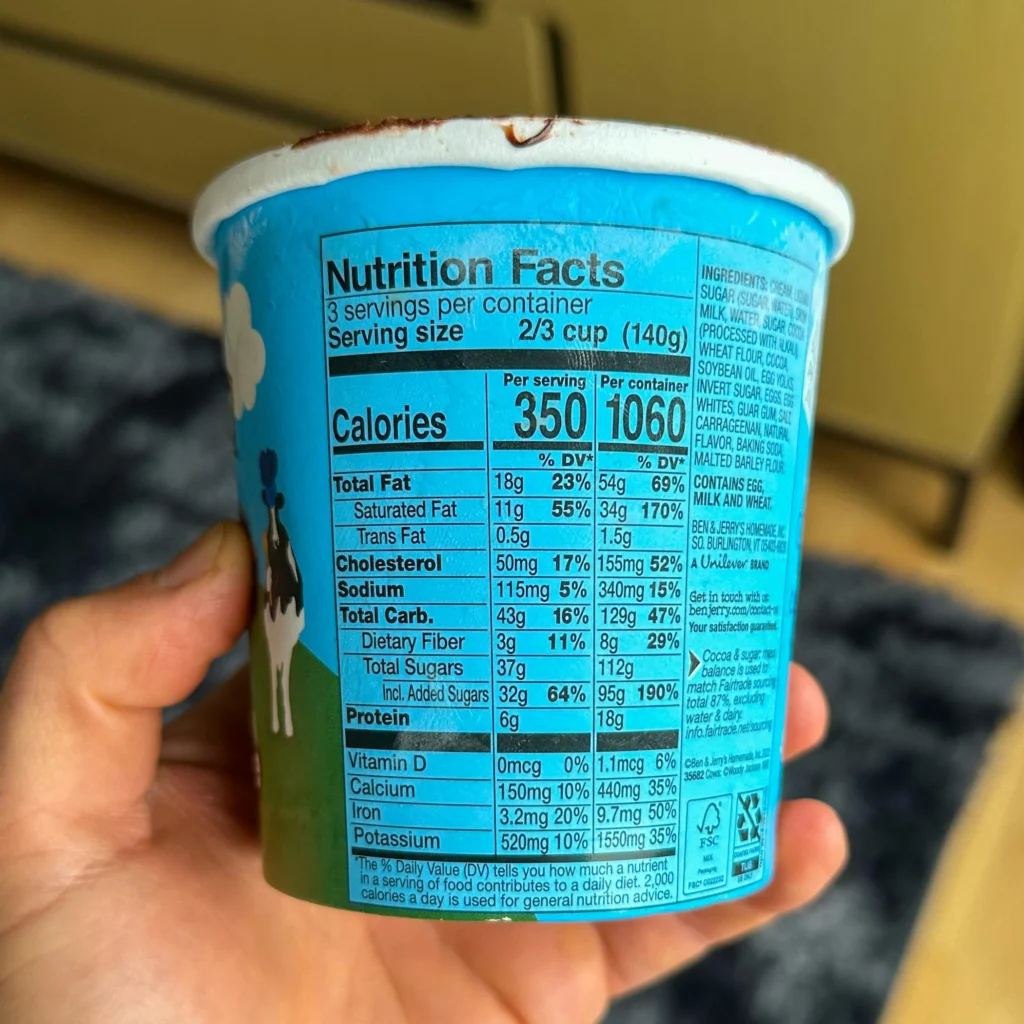 Nutrition Facts
3 servings per container
Serving size 2/3 cup (140g)
Per serving Per container
Calories 350 1060
% DV* % DV*
Total Fat 18g 23% 54g 69%
Saturated Fat 11g 55% 34g 170%
Trans Fat 0.5g 1.5g
Cholesterol 50mg 17% 155mg 52%
Sodium 115mg 5% 340mg 15%
Total Carb. 43g 16% 129g 47%
Dietary Fiber 3g 11% 8g 29%
Total Sugars 37g 112g
Incl. Added Sugars 32g 64% 95g 190%
Protein 6g 18g
Vitamin D 0mcg 0% 1.1mcg 6%
Calcium 150mg 10% 440mg 35%
Iron 3.2mg 20% 9.7mg 50%
Potassium 520mg 10% 1550mg 35%
*The % Daily Value (DV) tells you how much a nutrient
in a serving of food contributes to a daily diet. 2,000
calories a day is used for general nutrition advice.
INGREDIENTS: CREAM,
SUGAR (SUGAR, WATER),
MILK, WATER, SUGAR, COCOA
(PROCESSED WITH ALKALI),
WHEAT FLOUR, COCOA,
SOYBEAN OIL, EGG YOLKS,
INVERT SUGAR, EGGS, EGG
WHITES, GUAR GUM, SALT,
CARRAGEENAN, NATURAL
FLAVOR, BAKING SODA,
MALTED BARLEY FLOUR
CONTAINS EGG,
MILK AND WHEAT.
BEN & JERRY'S HOMEMADE, INC.
SO. BURLINGTON, VT
A Unilever BRAND
Get in touch with us:
Your satisfaction guaranteed.
Cocoa & sugar: mass
balance is used to
match Fairtrade sourcing
total 87%, excluding
water & dairy.
info.fairtrade.net/sourcing
©Ben & Jerry's Homemade, Inc.
35682 Cows: ©Woody Jackson
FSC
MIX
Packaging